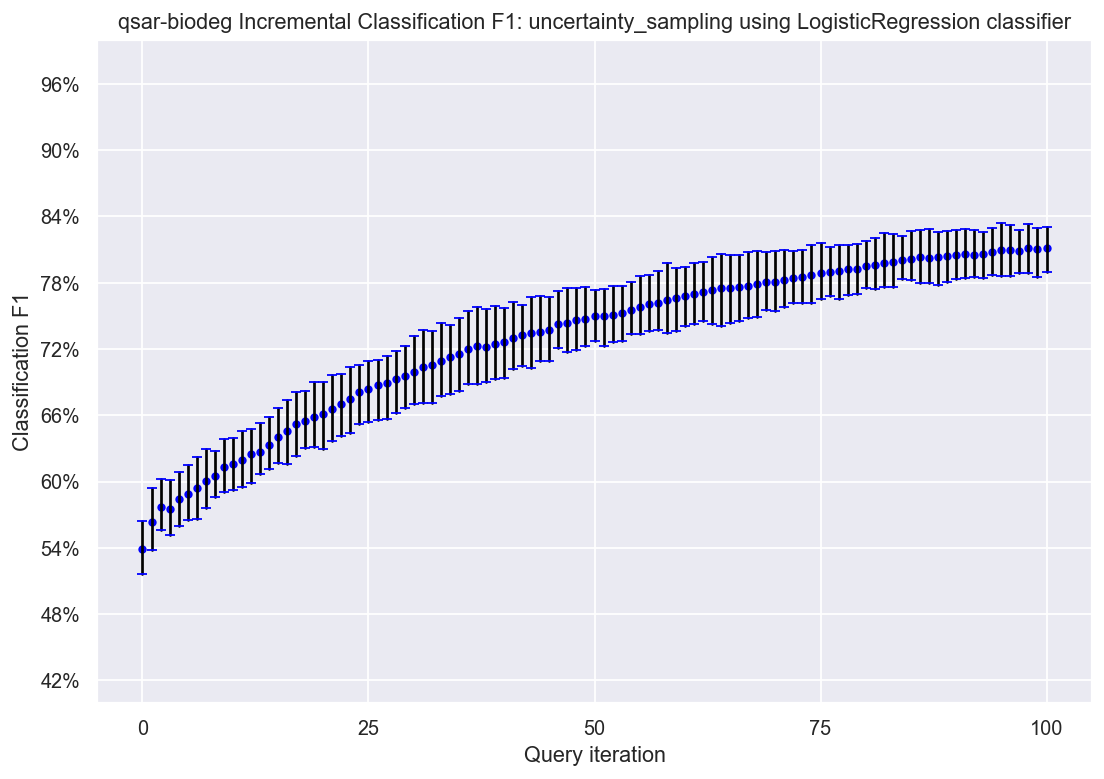 qsar-biodeg Incremental Classification F1: uncertainty_sampling using LogisticRegression classifier
96%
90%
84%
78%
72%
66%
60%
54%
48%
42%
Classification F1
0 25 50 75 100
Query iteration